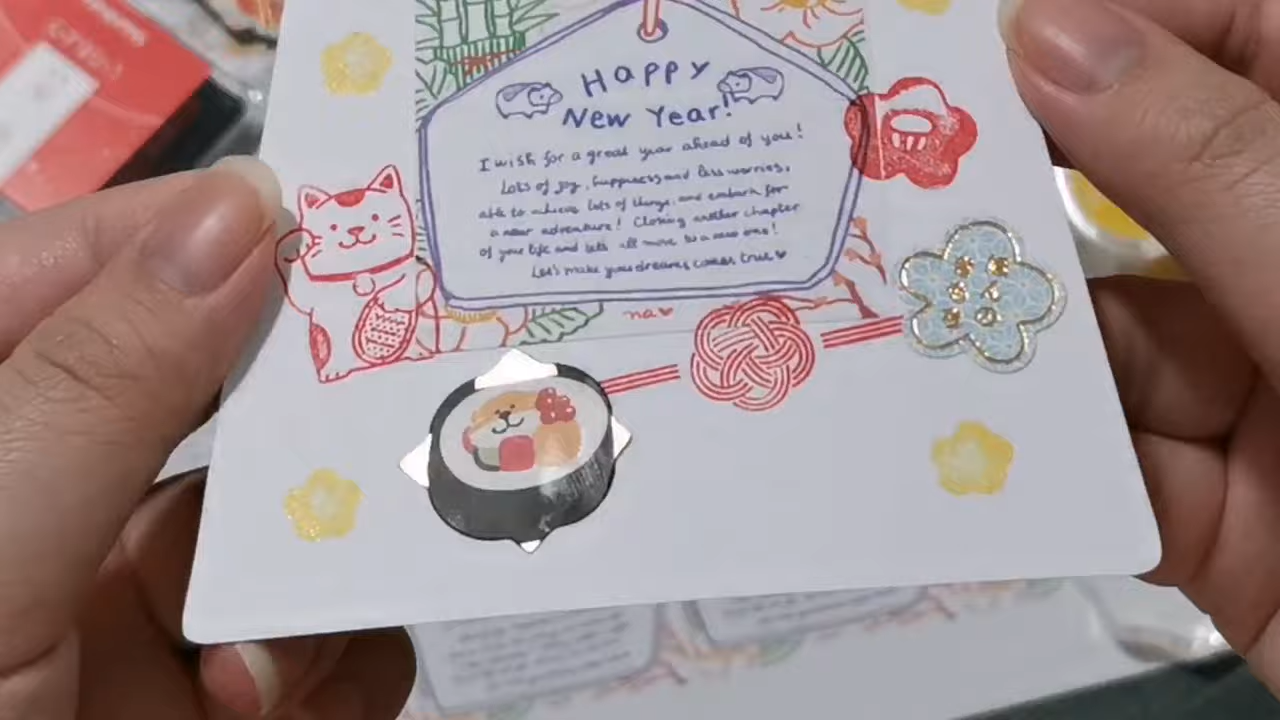 Happy
New Year!
I wish for a great year ahead of you!
Lots of joy, happiness and less worries,
able to achieve lots of things, and embark for
a new adventure! Closing another chapter
of your life and let's all move to a new one!
Let's make your dreams comes true♥
na♥